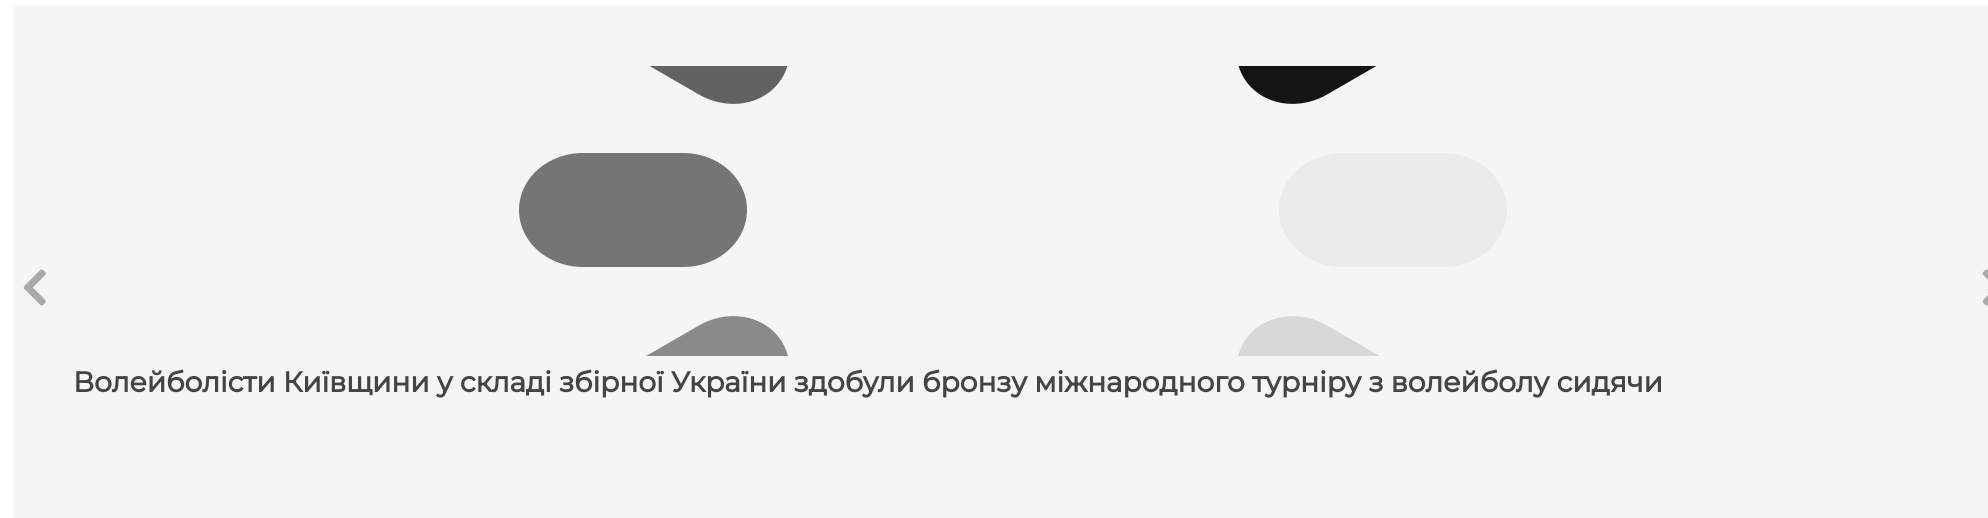 Волейболісти Київщини у складі збірної України здобули бронзу міжнародного турніру з волейболу сидячи